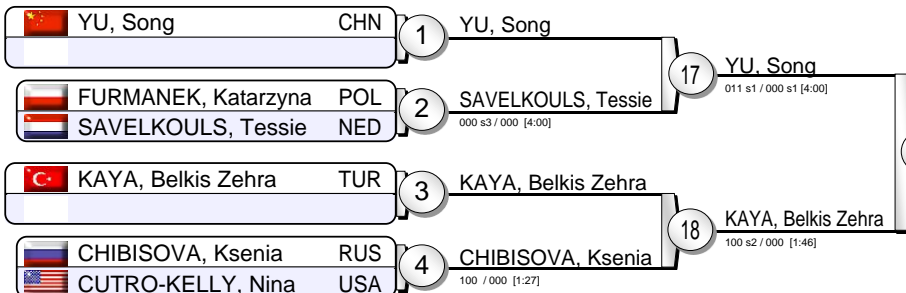 YU, Song CHN
1
YU, Song
17
YU, Song
011 s1 / 000 s1 [4:00]
FURMANEK, Katarzyna POL
SAVELKOULS, Tessie NED
2
SAVELKOULS, Tessie
000 s3 / 000 [4:00]
KAYA, Belkis Zehra TUR
3
KAYA, Belkis Zehra
18
KAYA, Belkis Zehra
100 s2 / 000 [1:46]
CHIBISOVA, Ksenia RUS
CUTRO-KELLY, Nina USA
4
CHIBISOVA, Ksenia
100 / 000 [1:27]